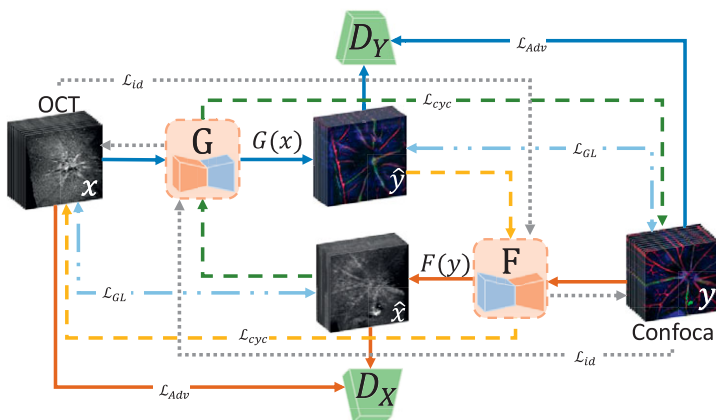 D_Y
ℒ_Adv
ℒ_id
OCT
ℒ_cyc
G
G(x)
ℒ_GL
x
ŷ
F(y)
F
ℒ_GL
x̂
y
ℒ_cyc
Confoca
ℒ_id
ℒ_Adv
D_X